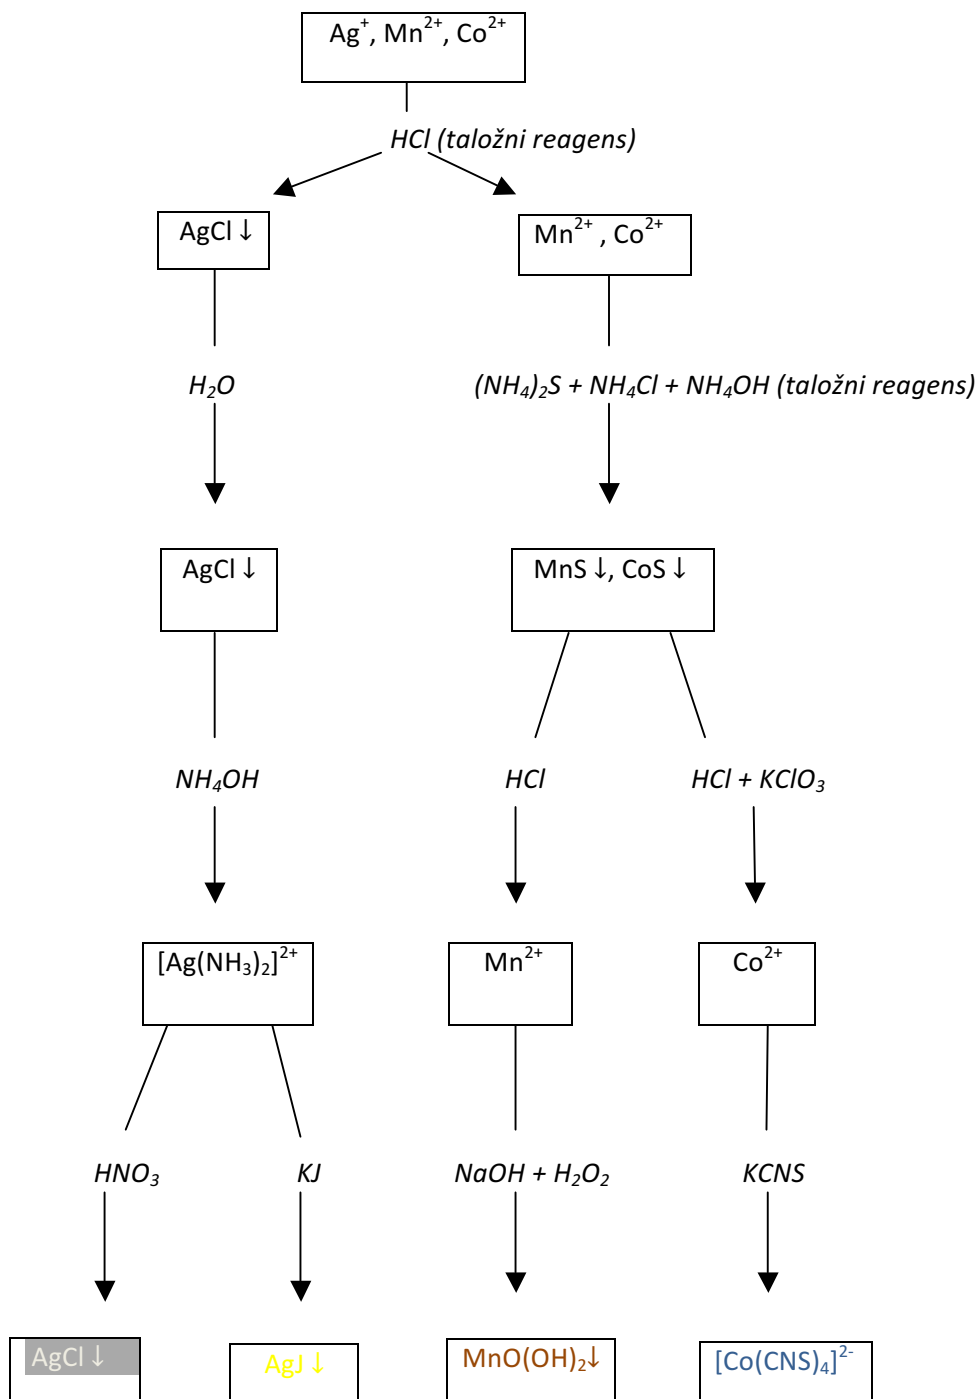 Ag⁺, Mn²⁺, Co²⁺
HCl (taložni reagens)
AgCl ↓
Mn²⁺ , Co²⁺
H₂O
(NH₄)₂S + NH₄Cl + NH₄OH (taložni reagens)
AgCl ↓
MnS ↓, CoS ↓
NH₄OH
HCl
HCl + KClO₃
[Ag(NH₃)₂]²⁺
Mn²⁺
Co²⁺
HNO₃
KJ
NaOH + H₂O₂
KCNS
AgCl ↓
AgJ ↓
MnO(OH)₂↓
[Co(CNS)₄]²⁻